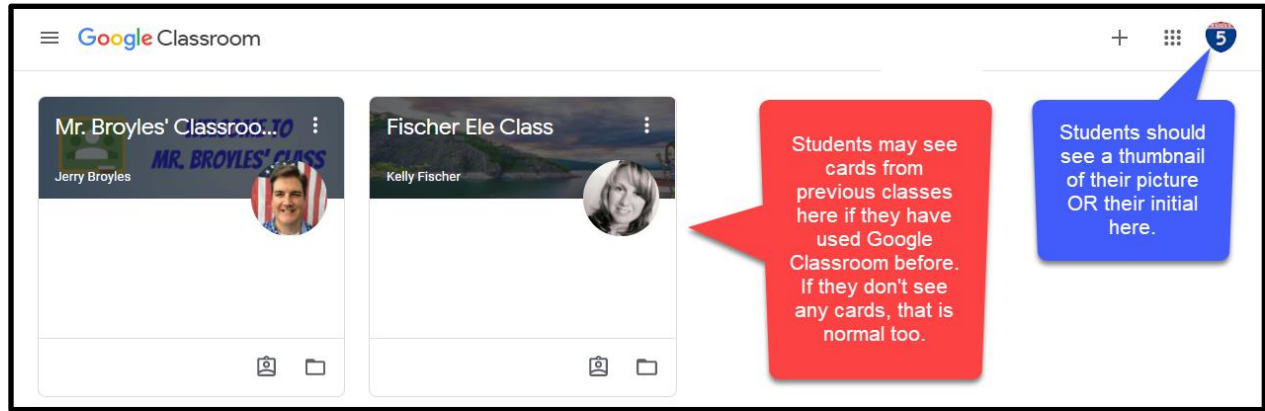 Google Classroom
5
Mr. Broyles' Classroo...
WELCOME TO
MR. BROYLES' CLASS
Jerry Broyles
Fischer Ele Class
Kelly Fischer
Students may see
cards from
previous classes
here if they have
used Google
Classroom before.
If they don't see
any cards, that is
normal too.
Students should
see a thumbnail
of their picture
OR their initial
here.